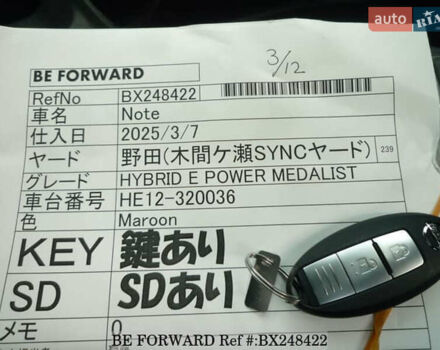 auto
RIA
3/12
BE FORWARD
RefNo BX248422
車名 Note
仕入日 2025/3/7
ヤード 野田(木間ケ瀬SYNCヤード) 239
グレード HYBRID E POWER MEDALIST
車台番号 HE12-320036
色 Maroon
KEY 鍵あり
SD SDあり
メモ 0
BE FORWARD Ref #:BX248422